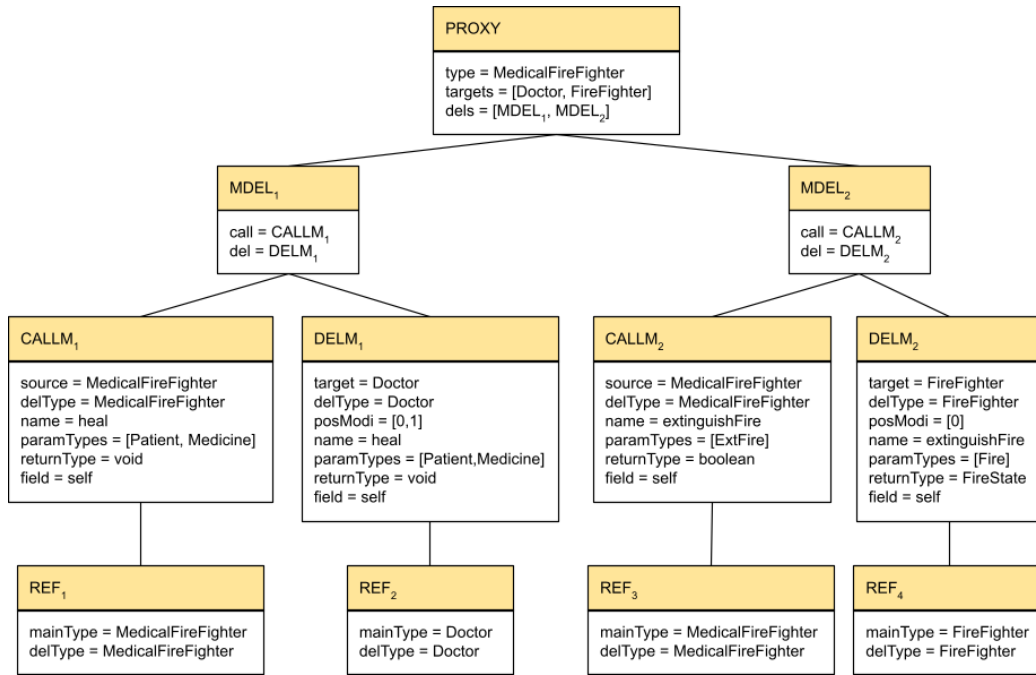 PROXY
type = MedicalFireFighter
targets = [Doctor, FireFighter]
dels = [MDEL₁, MDEL₂]
MDEL₁
call = CALLM₁
del = DELM₁
MDEL₂
call = CALLM₂
del = DELM₂
CALLM₁
source = MedicalFireFighter
delType = MedicalFireFighter
name = heal
paramTypes = [Patient, Medicine]
returnType = void
field = self
DELM₁
target = Doctor
delType = Doctor
posModi = [0,1]
name = heal
paramTypes = [Patient,Medicine]
returnType = void
field = self
CALLM₂
source = MedicalFireFighter
delType = MedicalFireFighter
name = extinguishFire
paramTypes = [ExtFire]
returnType = boolean
field = self
DELM₂
target = FireFighter
delType = FireFighter
posModi = [0]
name = extinguishFire
paramTypes = [Fire]
returnType = FireState
field = self
REF₁
mainType = MedicalFireFighter
delType = MedicalFireFighter
REF₂
mainType = Doctor
delType = Doctor
REF₃
mainType = MedicalFireFighter
delType = MedicalFireFighter
REF₄
mainType = FireFighter
delType = FireFighter